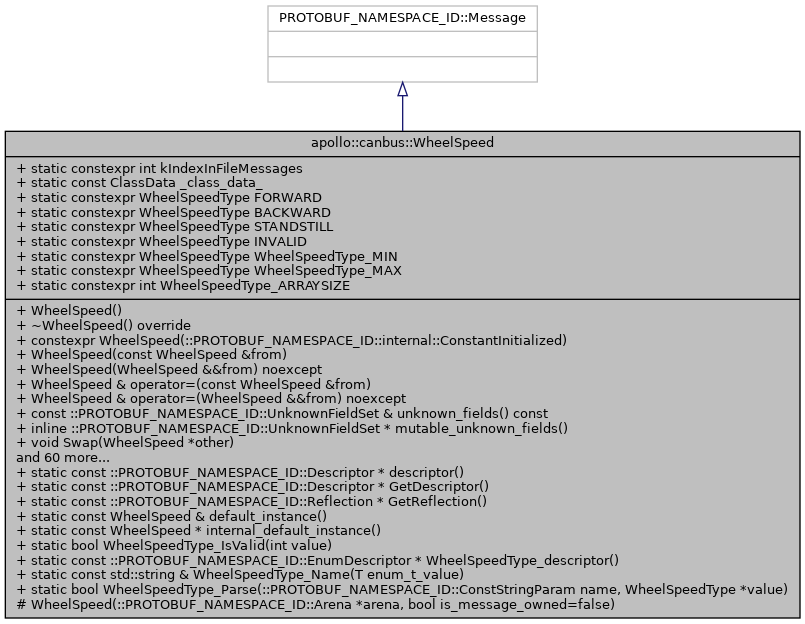 PROTOBUF_NAMESPACE_ID::Message
apollo::canbus::WheelSpeed
+ static constexpr int kIndexInFileMessages
+ static const ClassData _class_data_
+ static constexpr WheelSpeedType FORWARD
+ static constexpr WheelSpeedType BACKWARD
+ static constexpr WheelSpeedType STANDSTILL
+ static constexpr WheelSpeedType INVALID
+ static constexpr WheelSpeedType WheelSpeedType_MIN
+ static constexpr WheelSpeedType WheelSpeedType_MAX
+ static constexpr int WheelSpeedType_ARRAYSIZE
+ WheelSpeed()
+ ~WheelSpeed() override
+ constexpr WheelSpeed(::PROTOBUF_NAMESPACE_ID::internal::ConstantInitialized)
+ WheelSpeed(const WheelSpeed &from)
+ WheelSpeed(WheelSpeed &&from) noexcept
+ WheelSpeed & operator=(const WheelSpeed &from)
+ WheelSpeed & operator=(WheelSpeed &&from) noexcept
+ const ::PROTOBUF_NAMESPACE_ID::UnknownFieldSet & unknown_fields() const
+ inline ::PROTOBUF_NAMESPACE_ID::UnknownFieldSet * mutable_unknown_fields()
+ void Swap(WheelSpeed *other)
and 60 more...
+ static const ::PROTOBUF_NAMESPACE_ID::Descriptor * descriptor()
+ static const ::PROTOBUF_NAMESPACE_ID::Descriptor * GetDescriptor()
+ static const ::PROTOBUF_NAMESPACE_ID::Reflection * GetReflection()
+ static const WheelSpeed & default_instance()
+ static const WheelSpeed * internal_default_instance()
+ static bool WheelSpeedType_IsValid(int value)
+ static const ::PROTOBUF_NAMESPACE_ID::EnumDescriptor * WheelSpeedType_descriptor()
+ static const std::string & WheelSpeedType_Name(T enum_t_value)
+ static bool WheelSpeedType_Parse(::PROTOBUF_NAMESPACE_ID::ConstStringParam name, WheelSpeedType *value)
# WheelSpeed(::PROTOBUF_NAMESPACE_ID::Arena *arena, bool is_message_owned=false)